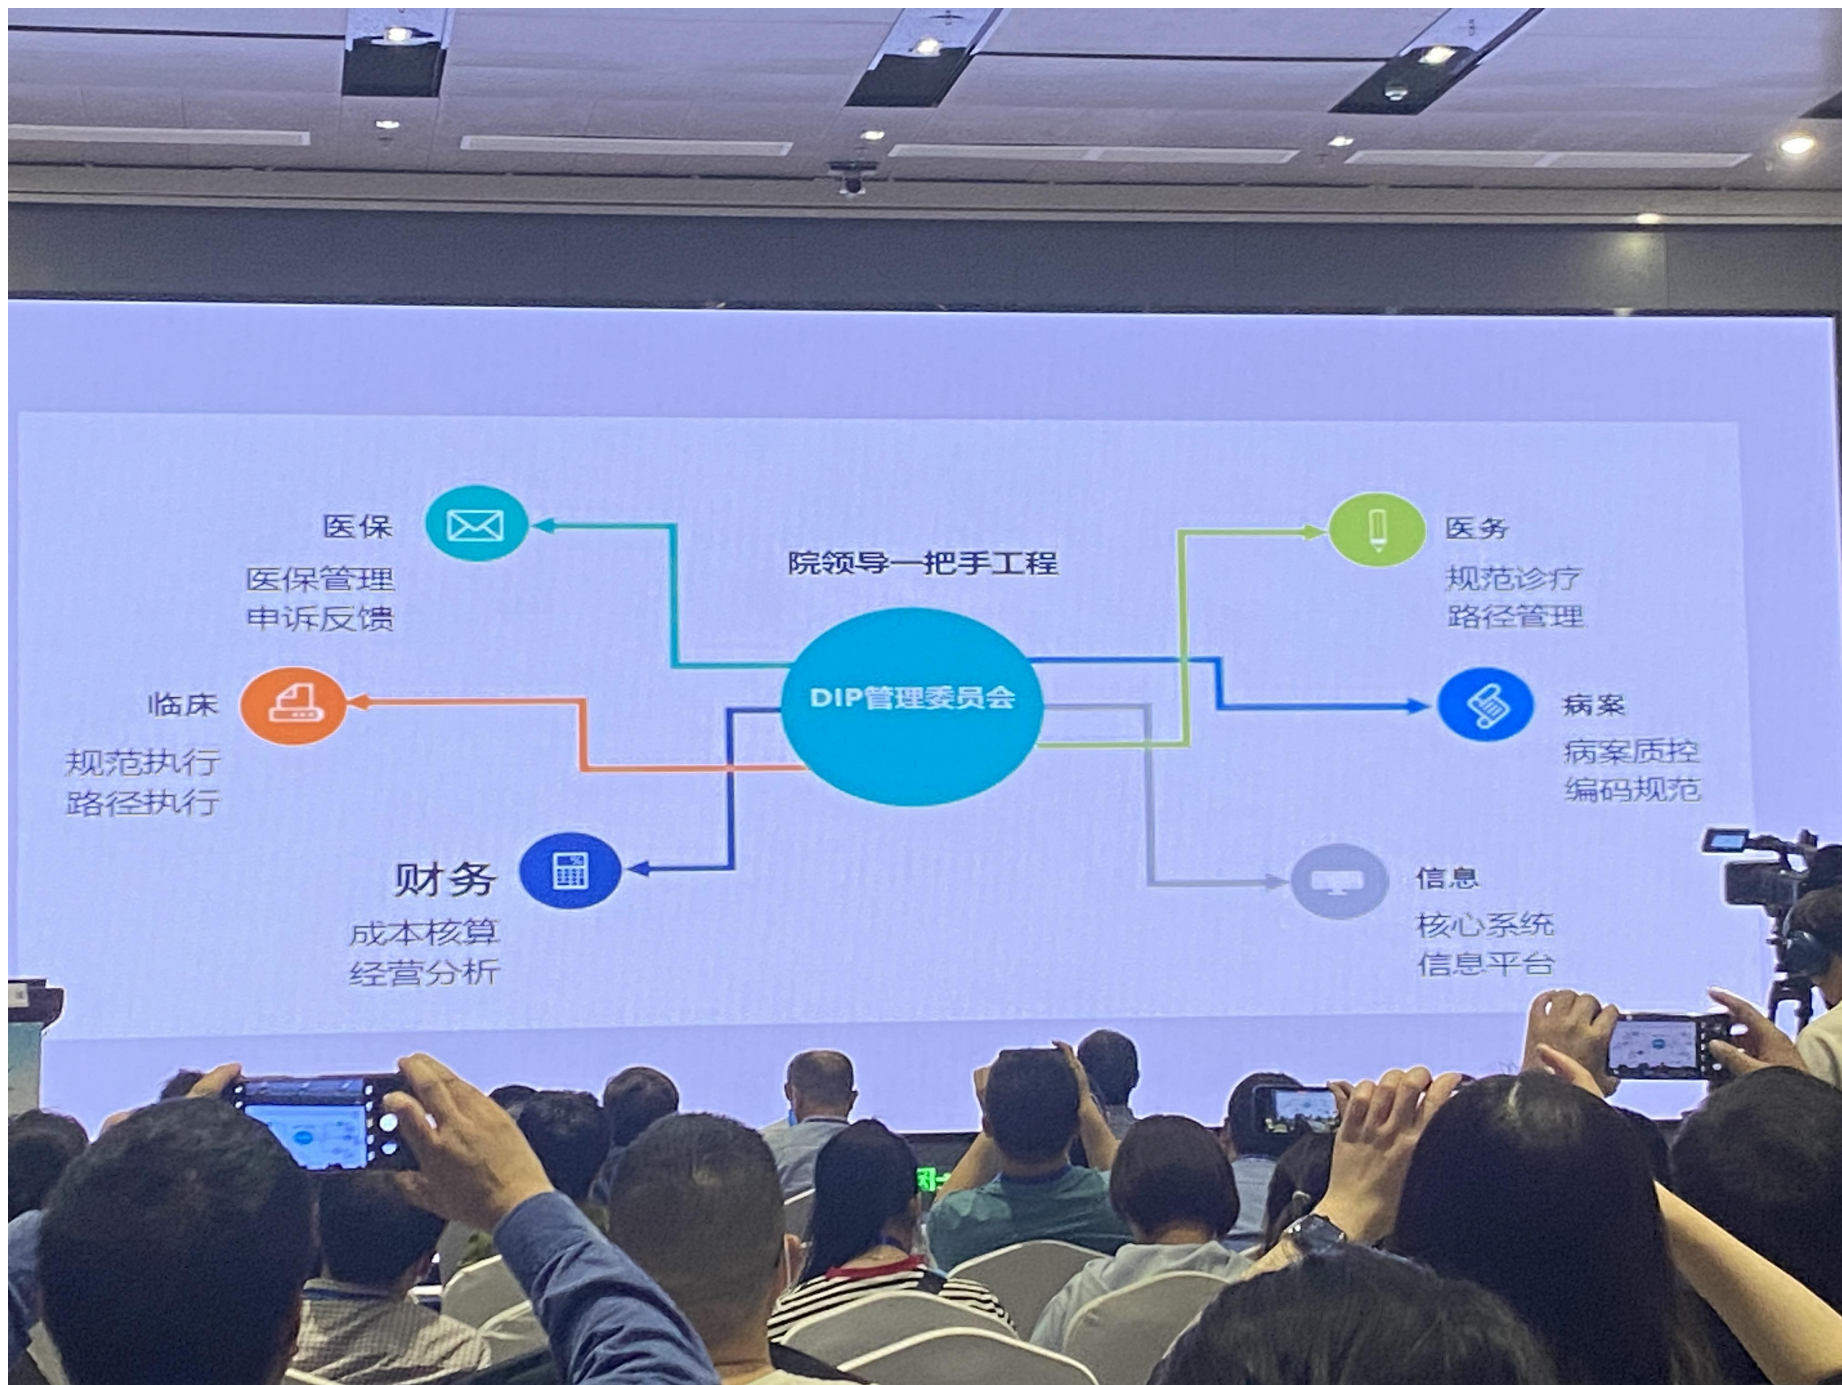 院领导一把手工程
DIP管理委员会
医保
医保管理
申诉反馈
临床
规范执行
路径执行
财务
成本核算
经营分析
医务
规范诊疗
路径管理
病案
病案质控
编码规范
信息
核心系统
信息平台